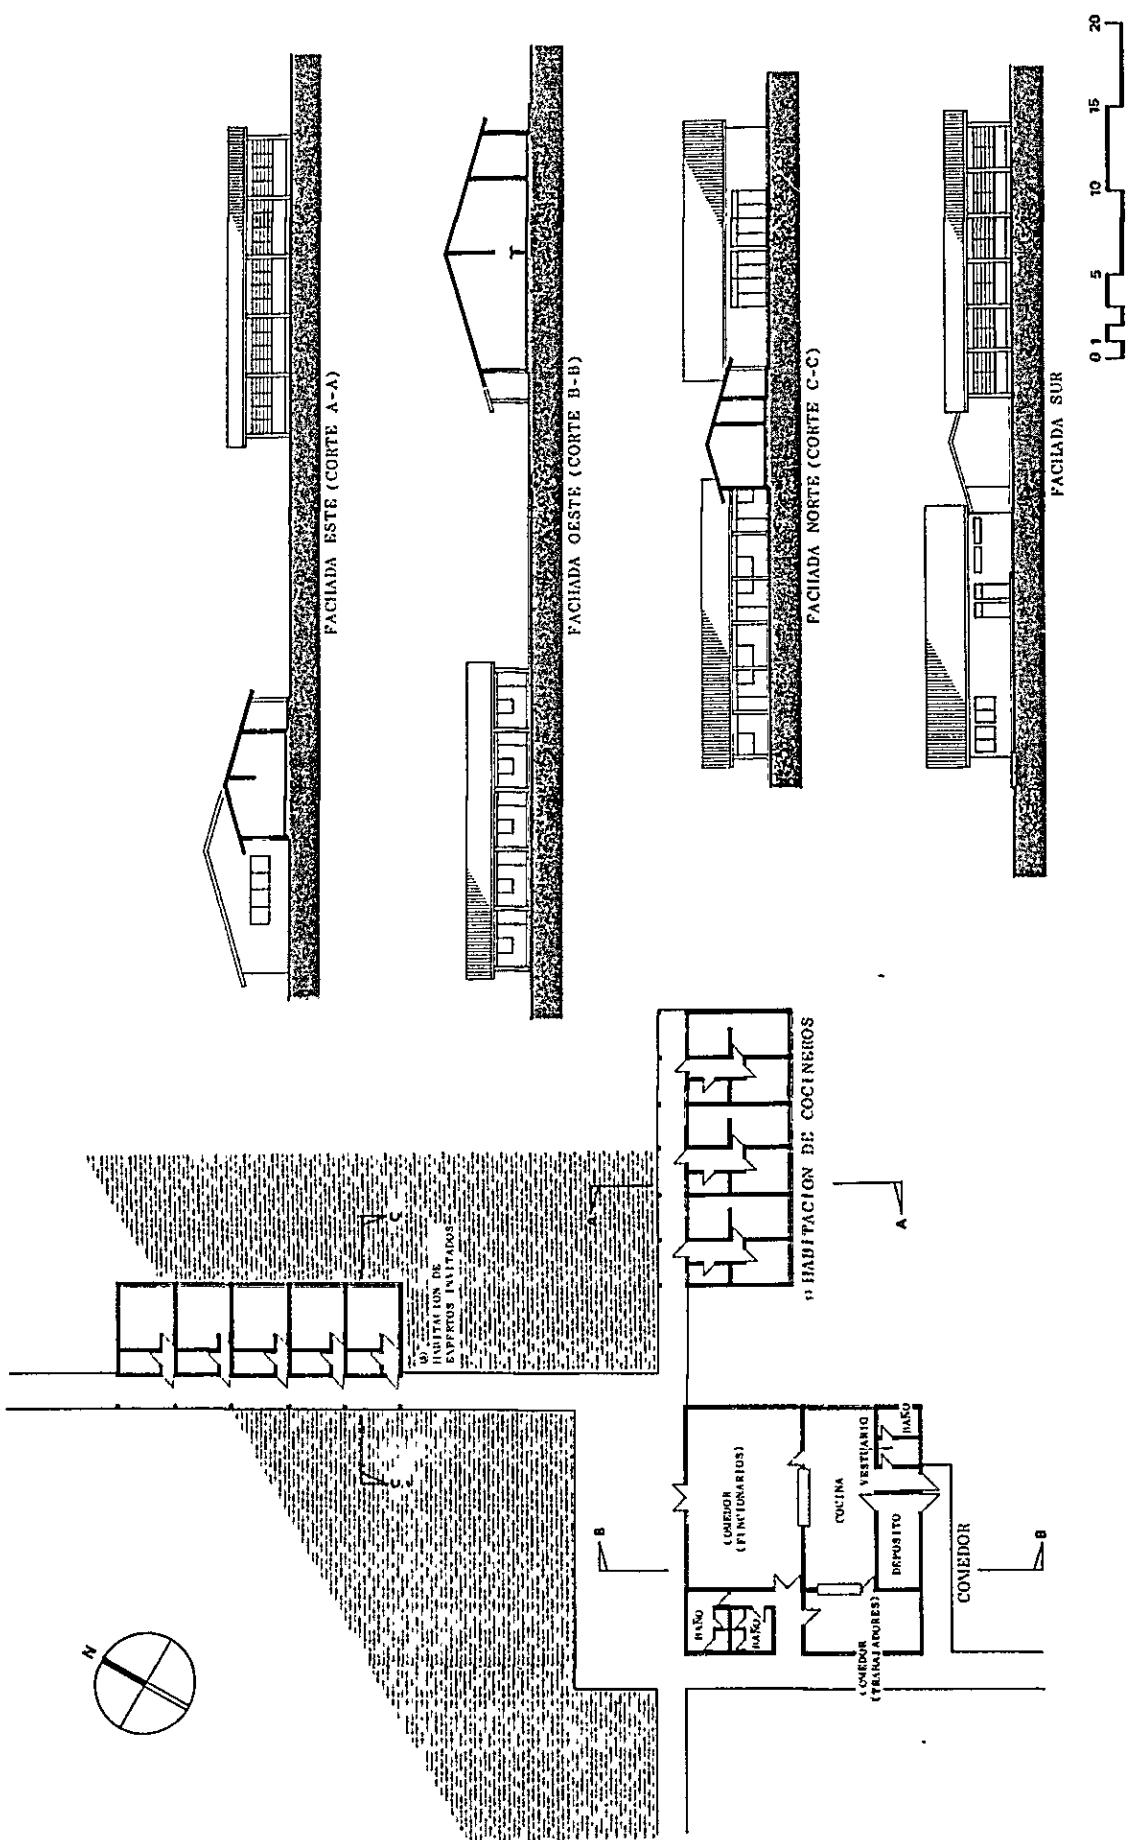 N
C
C
⑤
HABITACION DE
EXPERTOS INVITADOS
A
A
HABITACION DE COCINEROS
B
B
BAÑO
BAÑO
COMEDOR
(FUNCIONARIOS)
COCINA
VESTUARIO
BAÑO
DEPOSITO
COMEDOR
(TRABAJADORES)
COMEDOR
FACHADA ESTE (CORTE A-A)
FACHADA OESTE (CORTE B-B)
FACHADA NORTE (CORTE C-C)
FACHADA SUR
0 1 5 10 15 20